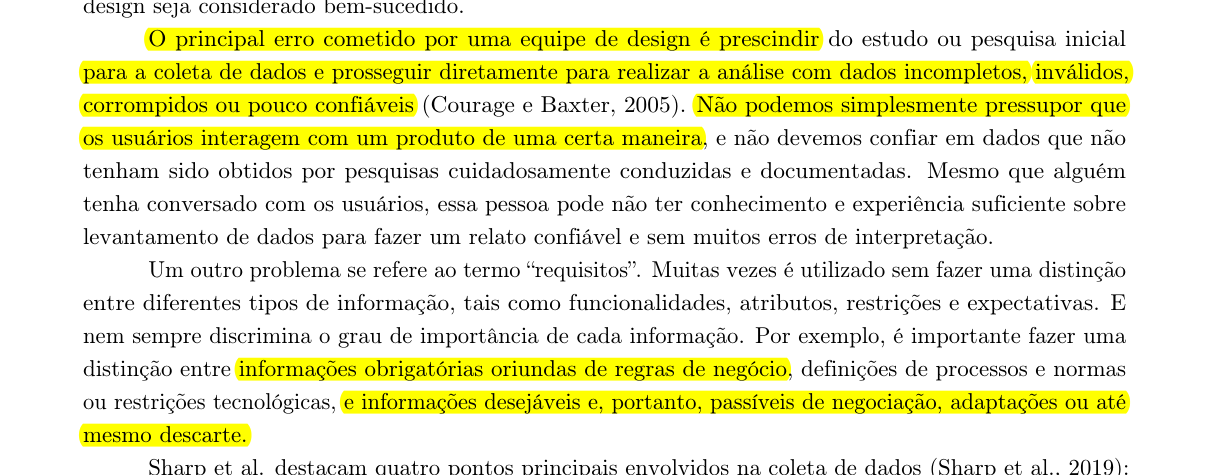 design seja considerado bem-sucedido.
O principal erro cometido por uma equipe de design é prescindir do estudo ou pesquisa inicial
para a coleta de dados e prosseguir diretamente para realizar a análise com dados incompletos, inválidos,
corrompidos ou pouco confiáveis (Courage e Baxter, 2005). Não podemos simplesmente pressupor que
os usuários interagem com um produto de uma certa maneira, e não devemos confiar em dados que não
tenham sido obtidos por pesquisas cuidadosamente conduzidas e documentadas. Mesmo que alguém
tenha conversado com os usuários, essa pessoa pode não ter conhecimento e experiência suficiente sobre
levantamento de dados para fazer um relato confiável e sem muitos erros de interpretação.
Um outro problema se refere ao termo “requisitos”. Muitas vezes é utilizado sem fazer uma distinção
entre diferentes tipos de informação, tais como funcionalidades, atributos, restrições e expectativas. E
nem sempre discrimina o grau de importância de cada informação. Por exemplo, é importante fazer uma
distinção entre informações obrigatórias oriundas de regras de negócio, definições de processos e normas
ou restrições tecnológicas, e informações desejáveis e, portanto, passíveis de negociação, adaptações ou até
mesmo descarte.
Sharp et al. destacam quatro pontos principais envolvidos na coleta de dados (Sharp et al., 2019):